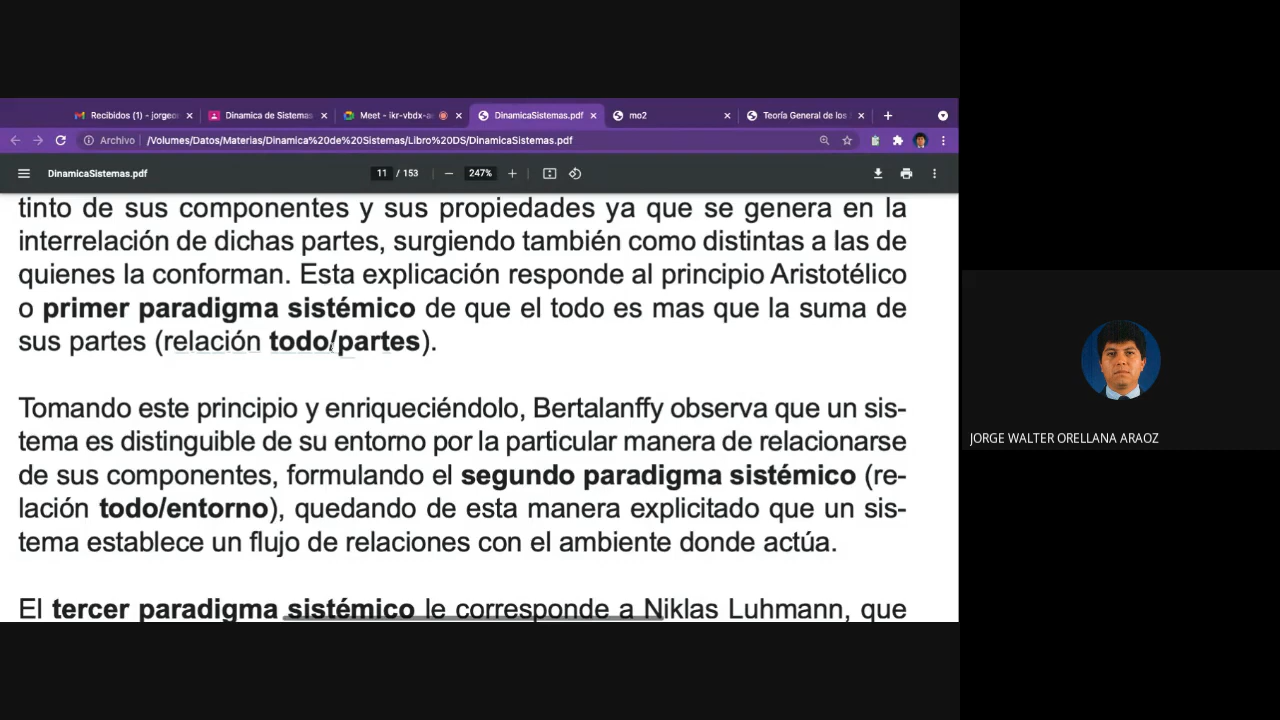 Recibidos (1) - jorgeor
Dinamica de Sistemas
Meet - ikr-vbdx-a
DinamicaSistemas.pdf
mo2
Teoría General de los
Archivo
/Volumes/Datos/Materias/Dinamica%20de%20Sistemas/Libro%20DS/DinamicaSistemas.pdf
DinamicaSistemas.pdf
11 / 153
247%
tinto de sus componentes y sus propiedades ya que se genera en la
interrelación de dichas partes, surgiendo también como distintas a las de
quienes la conforman. Esta explicación responde al principio Aristotélico
o primer paradigma sistémico de que el todo es mas que la suma de
sus partes (relación todo/partes).
Tomando este principio y enriqueciéndolo, Bertalanffy observa que un sis-
tema es distinguible de su entorno por la particular manera de relacionarse
de sus componentes, formulando el segundo paradigma sistémico (re-
lación todo/entorno), quedando de esta manera explicitado que un sis-
tema establece un flujo de relaciones con el ambiente donde actúa.
El tercer paradigma sistémico le corresponde a Niklas Luhmann, que
JORGE WALTER ORELLANA ARAOZ